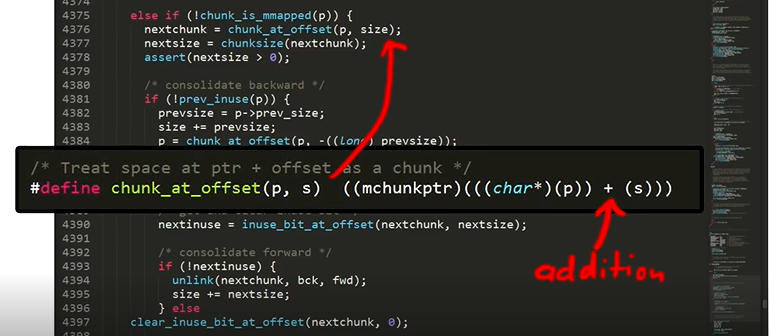 4374
4375 else if (!chunk_is_mmapped(p)) {
4376 nextchunk = chunk_at_offset(p, size);
4377 nextsize = chunksize(nextchunk);
4378 assert(nextsize > 0);
4379
4380 /* consolidate backward */
4381 if (!prev_inuse(p)) {
4382 prevsize = p->prev_size;
4383 size += prevsize;
4384 p = chunk_at_offset(p, -((long) prevsize));
/* Treat space at ptr + offset as a chunk */
#define chunk_at_offset(p, s) ((mchunkptr)(((char*)(p)) + (s)))
4390 nextinuse = inuse_bit_at_offset(nextchunk, nextsize);
4391
4392 /* consolidate forward */
4393 if (!nextinuse) {
4394 unlink(nextchunk, bck, fwd);
4395 size += nextsize;
4396 } else
4397 clear_inuse_bit_at_offset(nextchunk, 0);
addition